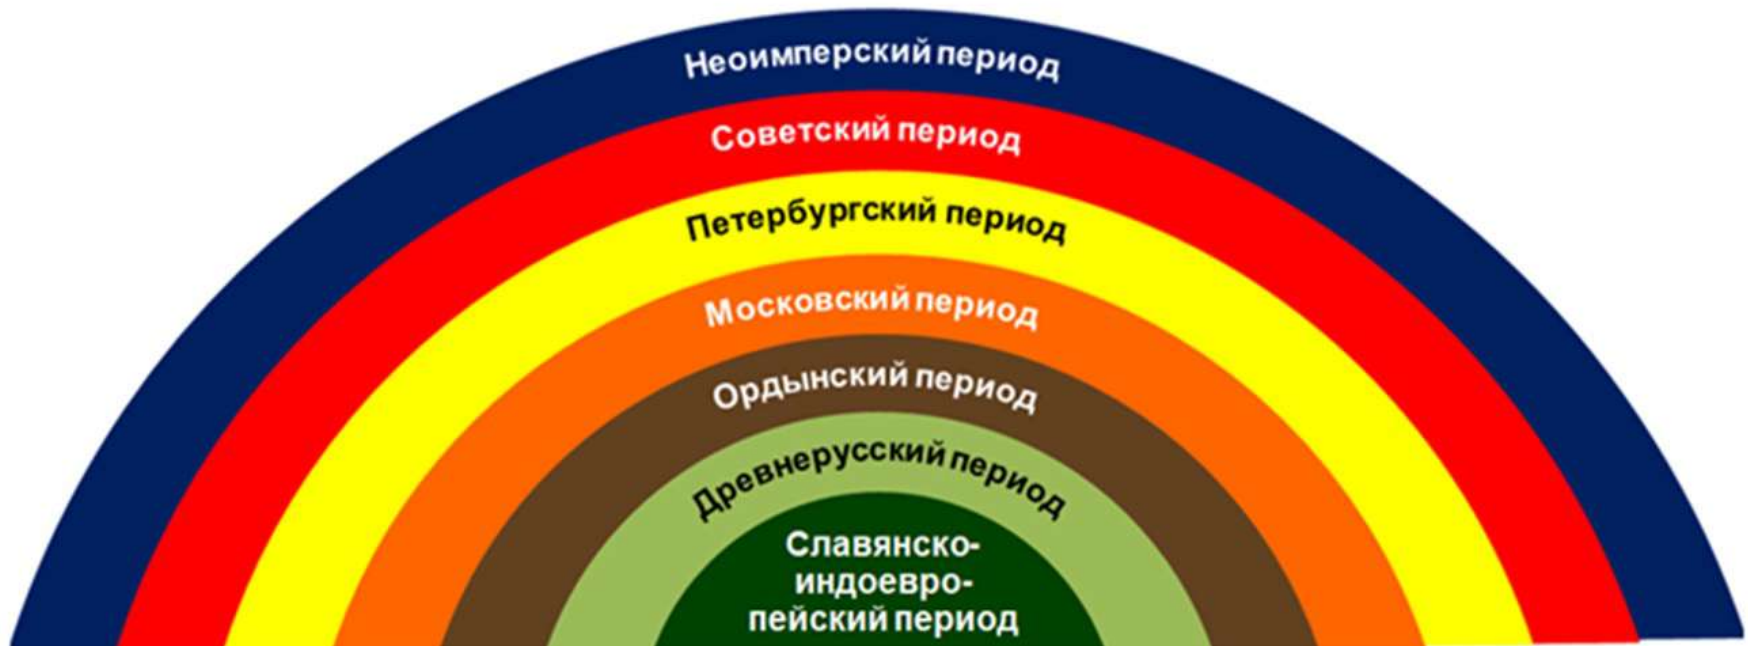 Неоимперский период
Советский период
Петербургский период
Московский период
Ордынский период
Древнерусский период
Славянско-
индоевро-
пейский период